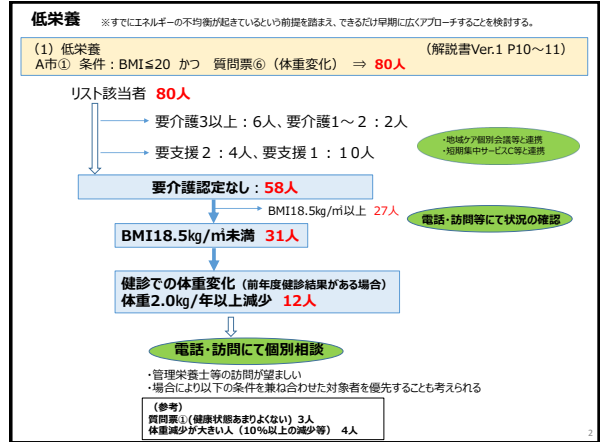 低栄養 ※すでにエネルギーの不均衡が起きているという前提を踏まえ、できるだけ早期に広くアプローチすることを検討する。
(1)低栄養 (解説書Ver.1 P10~11)
A市① 条件:BMI≦20 かつ 質問票⑥(体重変化) ⇒ 80人
リスト該当者 80人
要介護3以上:6人、要介護1~2:2人
要支援2:4人、要支援1:10人
・地域ケア個別会議等と連携
・短期集中サービスC等と連携
要介護認定なし:58人
BMI18.5kg/㎡以上 27人
電話・訪問等にて状況の確認
BMI18.5kg/㎡未満 31人
健診での体重変化(前年度健診結果がある場合)
体重2.0kg/年以上減少 12人
電話・訪問にて個別相談
・管理栄養士等の訪問が望ましい
・場合により以下の条件を兼ね合わせた対象者を優先することも考えられる
(参考)
質問票①(健康状態あまりよくない) 3人
体重減少が大きい人(10%以上の減少等) 4人
2